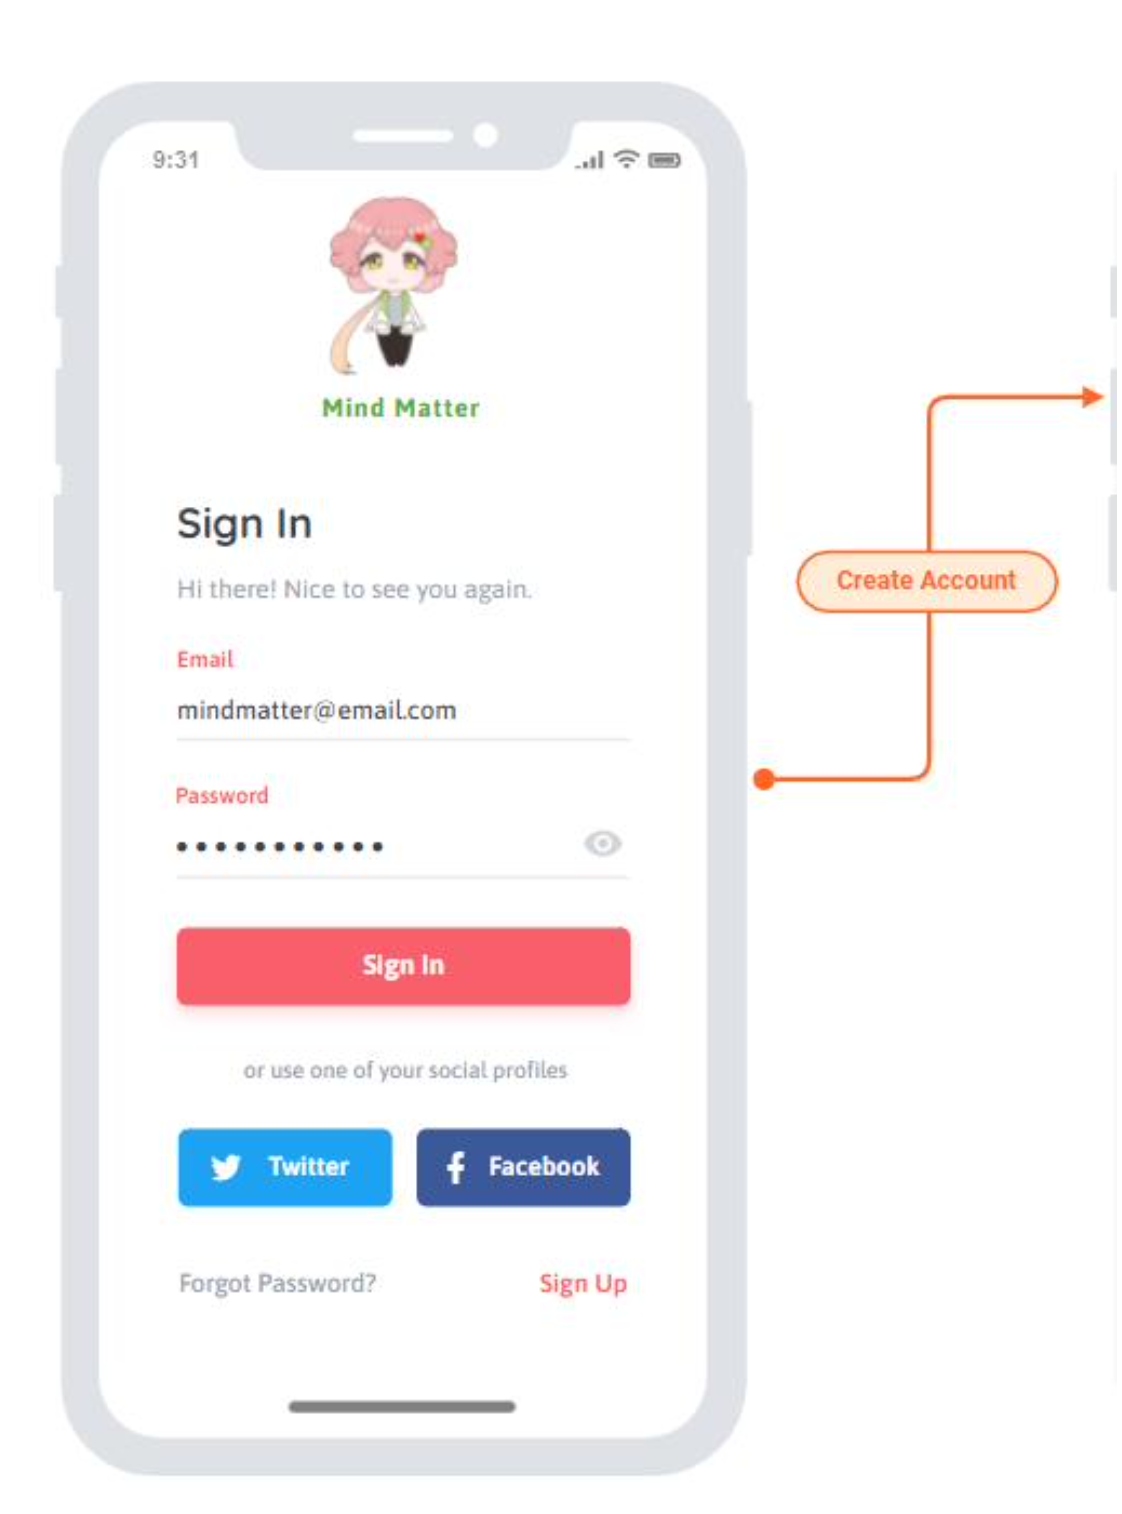 9:31
Mind Matter
Sign In
Hi there! Nice to see you again.
Email
mindmatter@email.com
Password
Sign In
or use one of your social profiles
Twitter
Facebook
Forgot Password?
Sign Up
Create Account